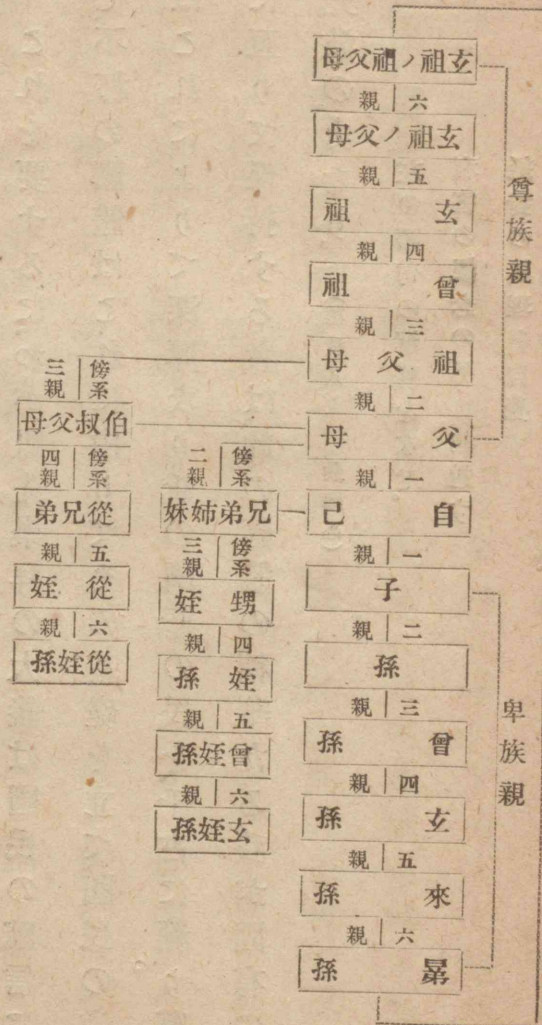 尊族親
卑族親
玄祖ノ祖父母
六親
玄祖ノ父母
五親
玄祖
四親
曾祖
三親
祖父母
二親
父母
一親
自己
一親
子
二親
孫
三親
曾孫
四親
玄孫
五親
來孫
六親
晜孫
傍系
二親
兄弟姉妹
傍系
三親
甥姪
四親
姪孫
五親
曾姪孫
六親
玄姪孫
傍系
三親
伯叔父母
傍系
四親
從兄弟
五親
從姪
六親
從姪孫